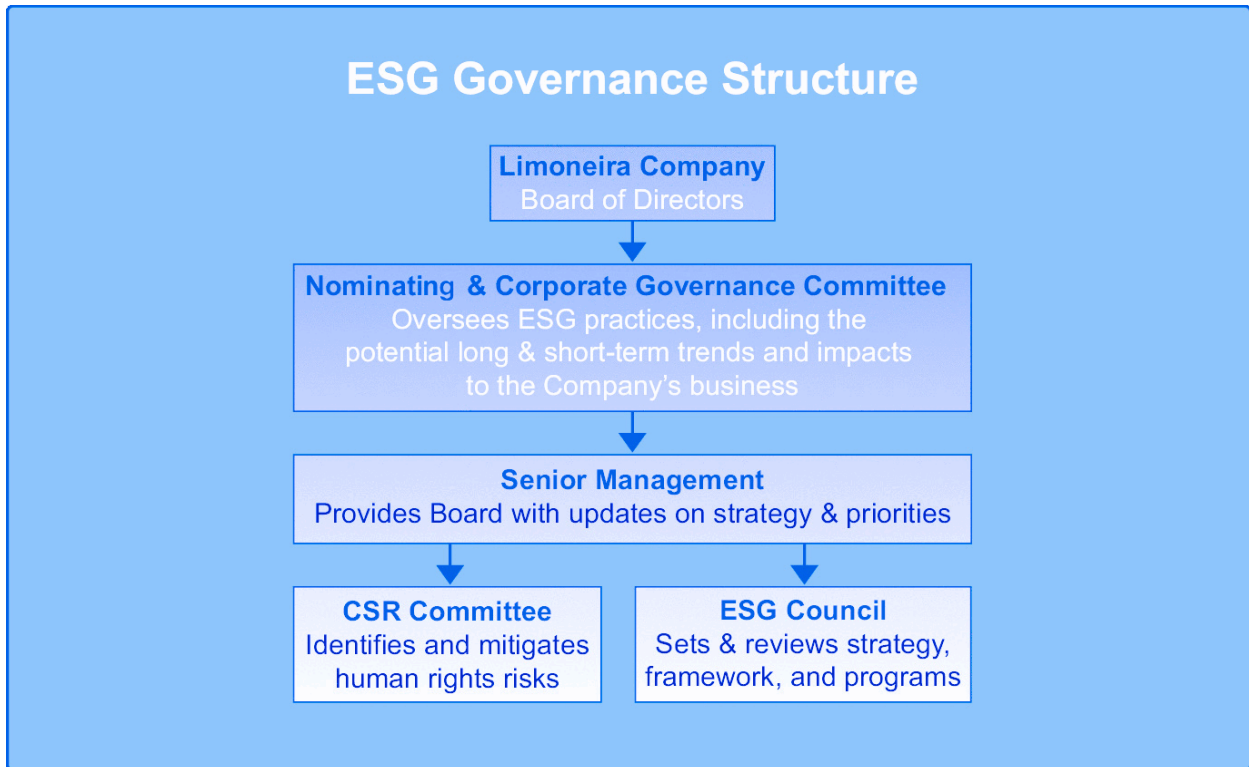 ESG Governance Structure
Limoneira Company
Board of Directors
Nominating & Corporate Governance Committee
Oversees ESG practices, including the
potential long & short-term trends and impacts
to the Company's business
Senior Management
Provides Board with updates on strategy & priorities
CSR Committee
Identifies and mitigates
human rights risks
ESG Council
Sets & reviews strategy,
framework, and programs